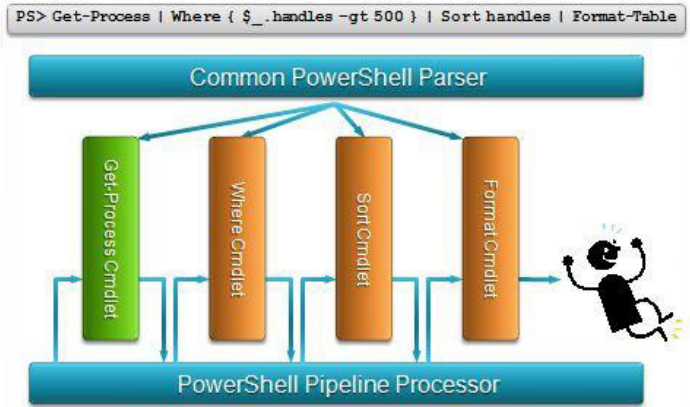 PS> Get-Process | Where { $_.handles -gt 500 } | Sort handles | Format-Table
Common PowerShell Parser
Get-Process Cmdlet
Where Cmdlet
Sort Cmdlet
Format Cmdlet
PowerShell Pipeline Processor